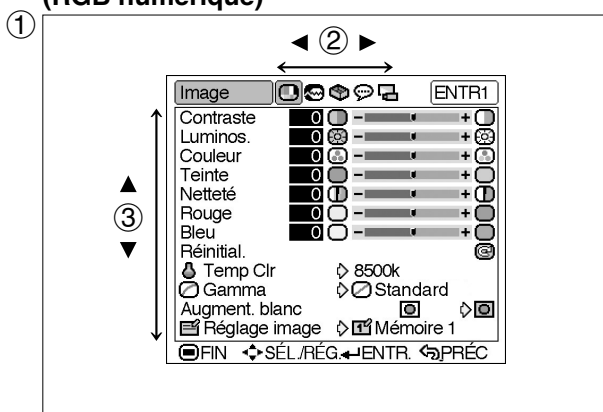 (RGB numérique)
①
◄ ② ►
Image ENTR1
Contraste 0 - +
Luminos. 0 - +
Couleur 0 - +
Teinte 0 - +
Netteté 0 - +
Rouge 0 - +
Bleu 0 - +
Réinitial.
Temp Clr 8500k
Gamma Standard
Augment. blanc
Réglage image 1 Mémoire 1
▲
③
▼
FIN SÉL./RÉG. ENTR. PRÉC